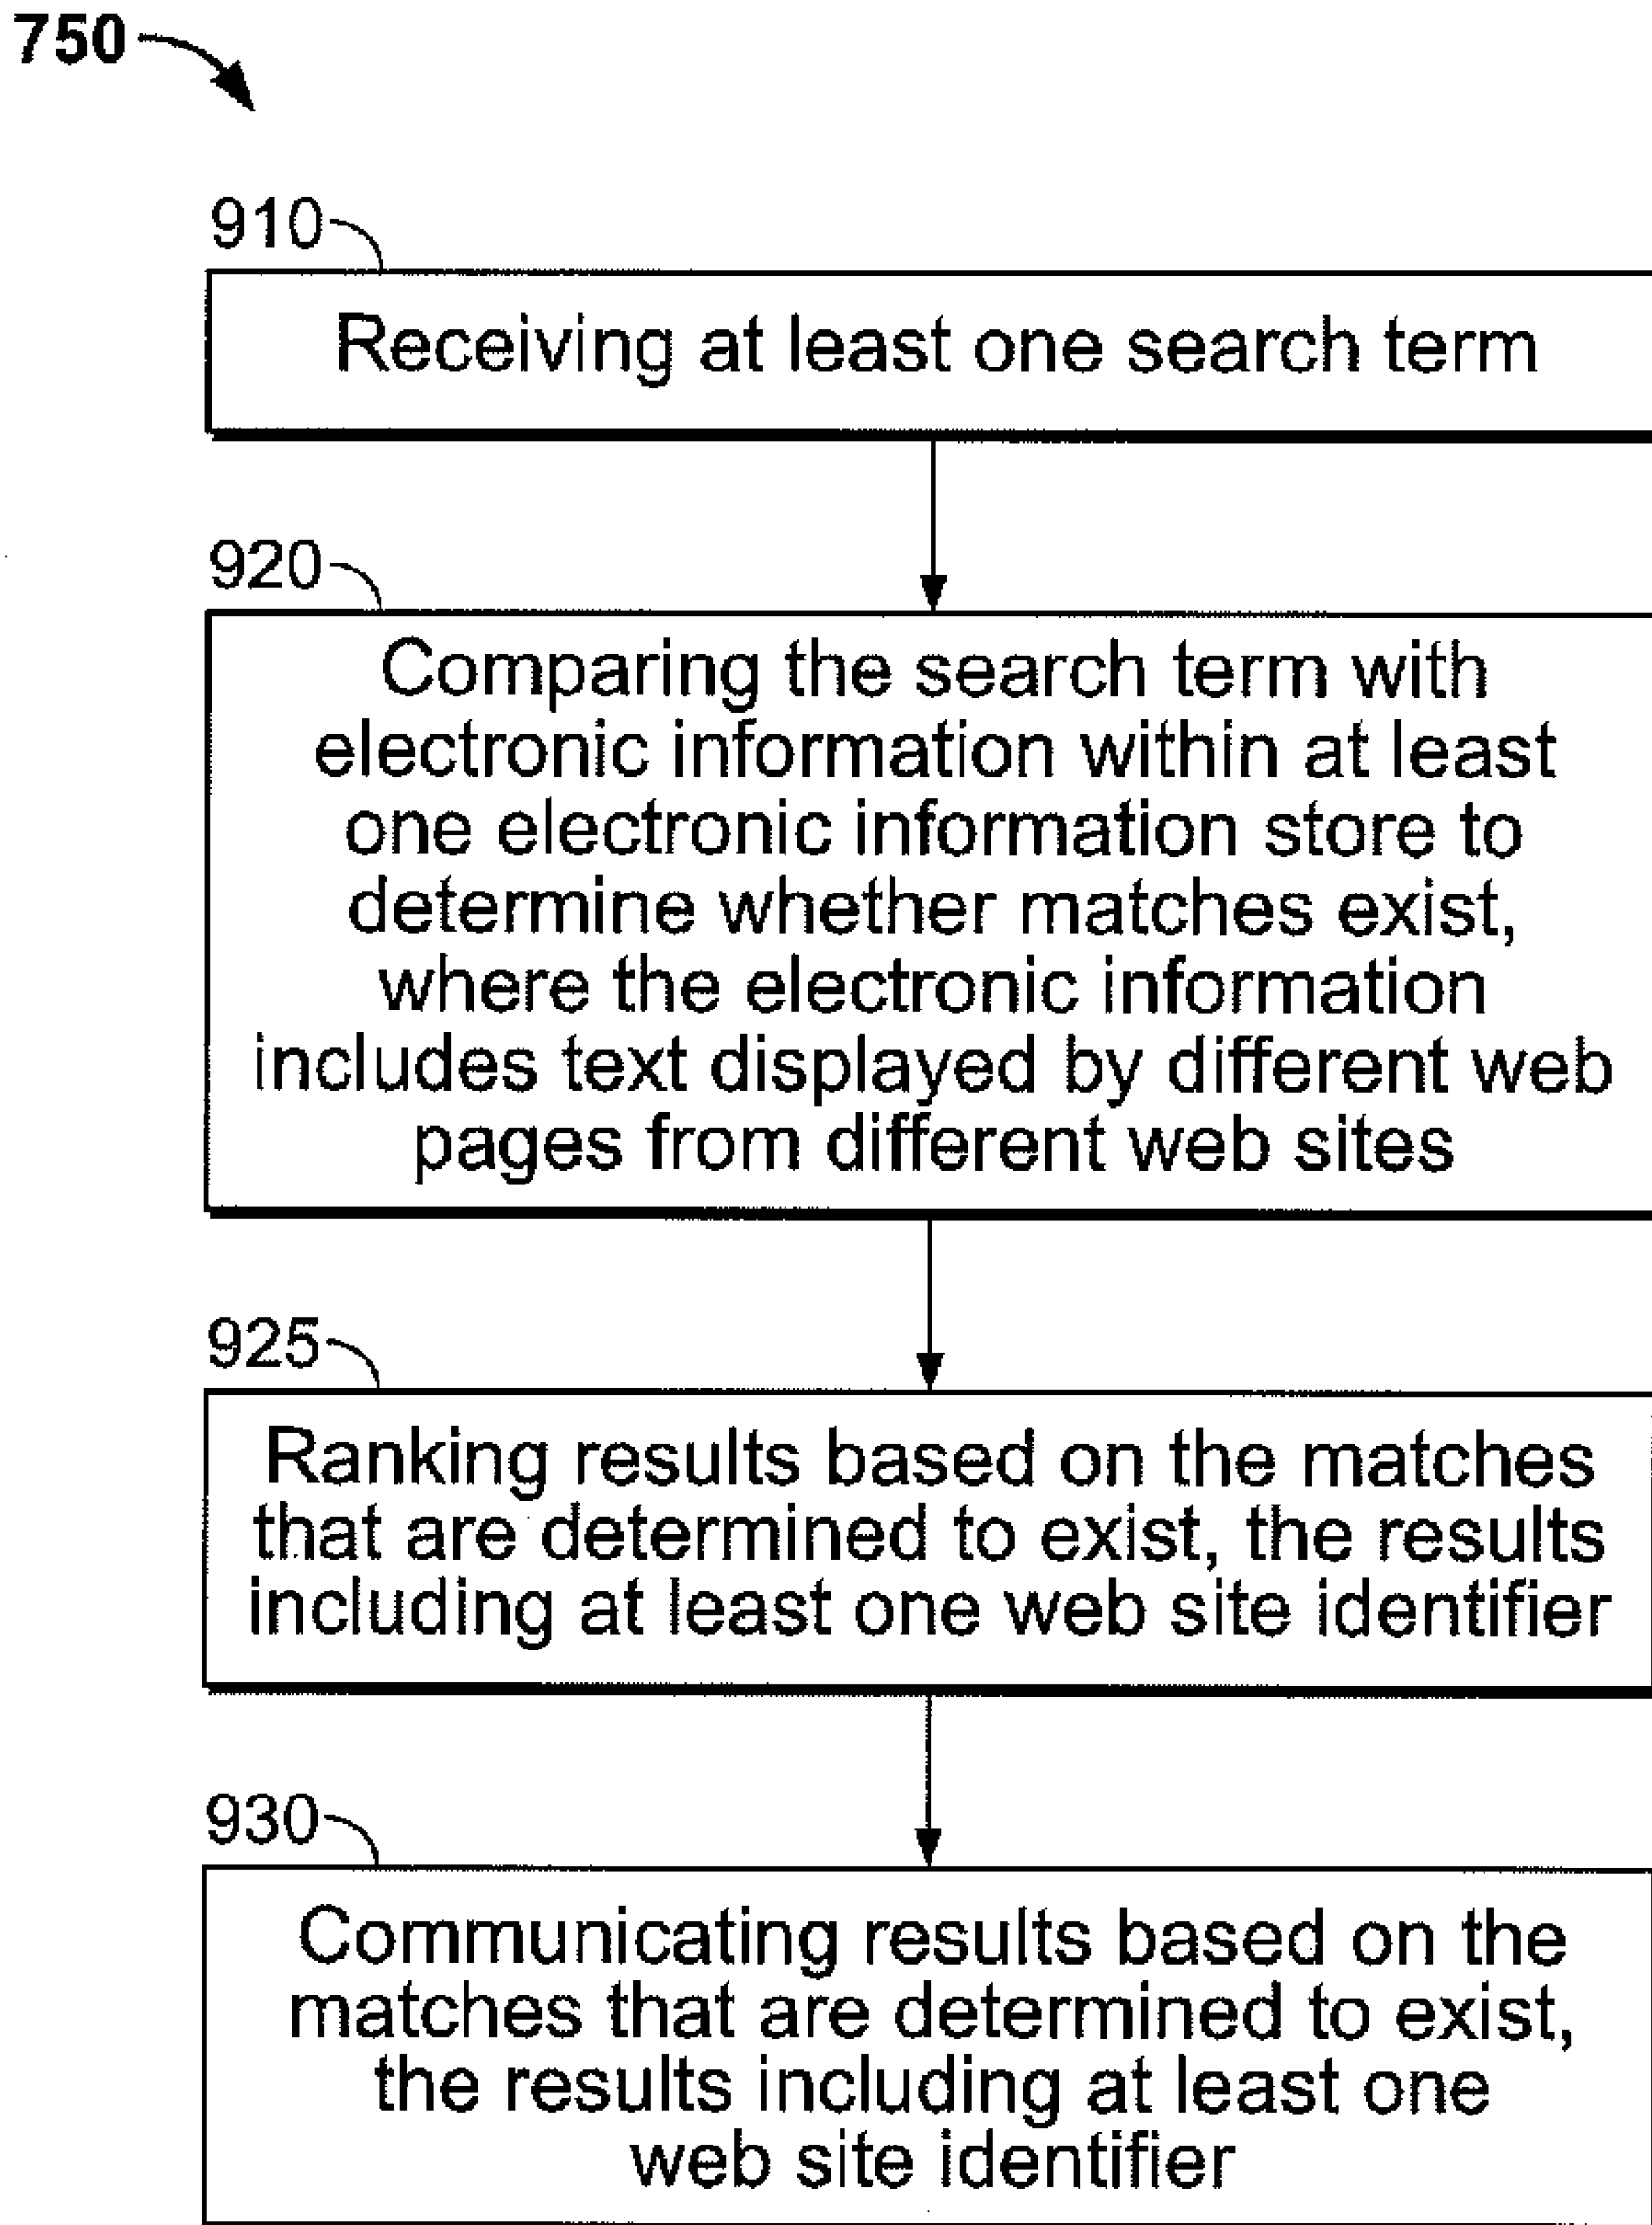 750
910
Receiving at least one search term
920
Comparing the search term with
electronic information within at least
one electronic information store to
determine whether matches exist,
where the electronic information
includes text displayed by different web
pages from different web sites
925
Ranking results based on the matches
that are determined to exist, the results
including at least one web site identifier
930
Communicating results based on the
matches that are determined to exist,
the results including at least one
web site identifier